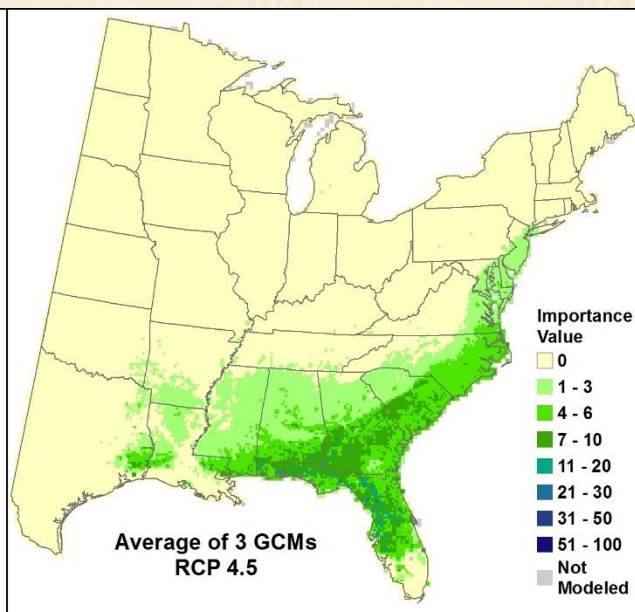 Importance
Value
0
1 - 3
4 - 6
7 - 10
11 - 20
21 - 30
31 - 50
51 - 100
Not
Modeled
Average of 3 GCMs
RCP 4.5